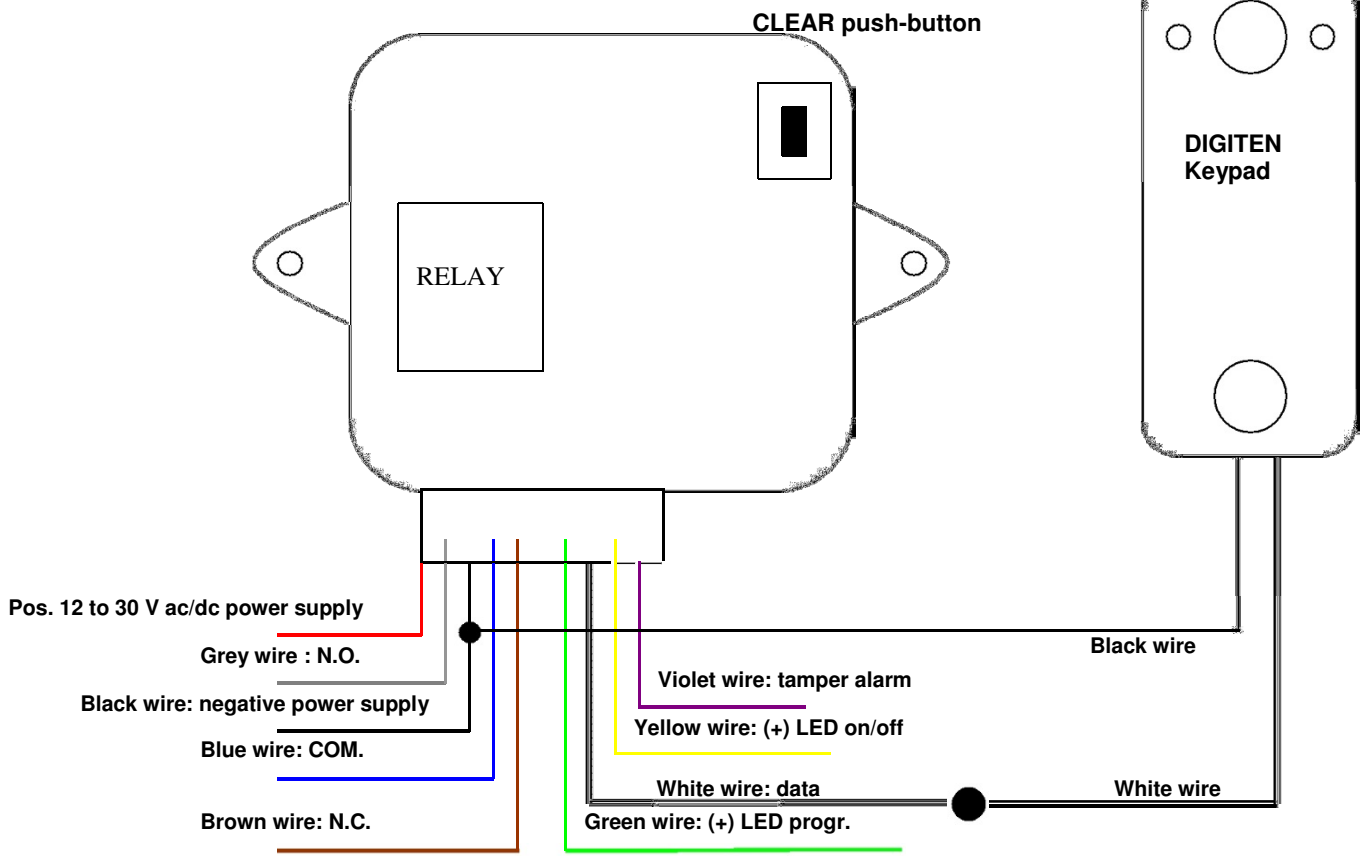 CLEAR push-button
DIGITEN
Keypad
RELAY
Pos. 12 to 30 V ac/dc power supply
Grey wire : N.O.
Black wire: negative power supply
Blue wire: COM.
Brown wire: N.C.
Black wire
Violet wire: tamper alarm
Yellow wire: (+) LED on/off
White wire: data
White wire
Green wire: (+) LED progr.